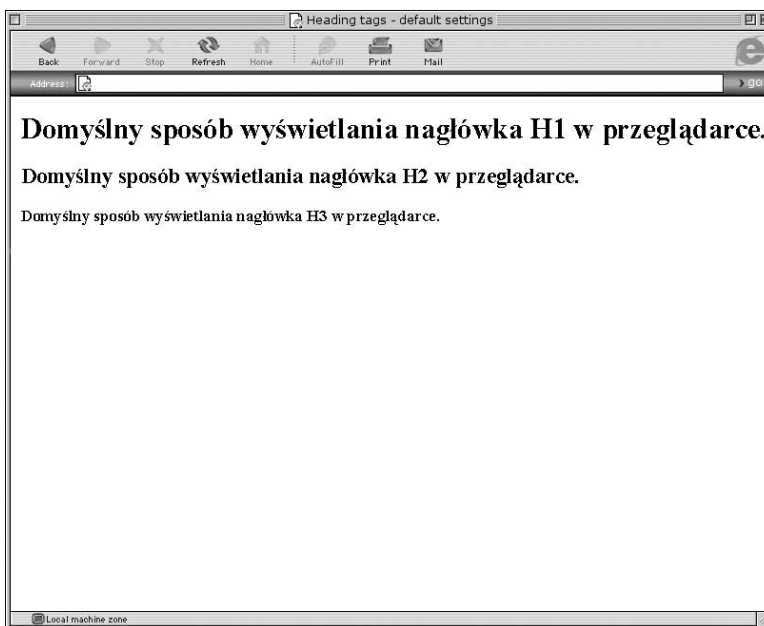 Heading tags - default settings
Back Forward Stop Refresh Home AutoFill Print Mail
Address: go
Domyślny sposób wyświetlania nagłówka H1 w przeglądarce.
Domyślny sposób wyświetlania nagłówka H2 w przeglądarce.
Domyślny sposób wyświetlania nagłówka H3 w przeglądarce.
Local machine zone